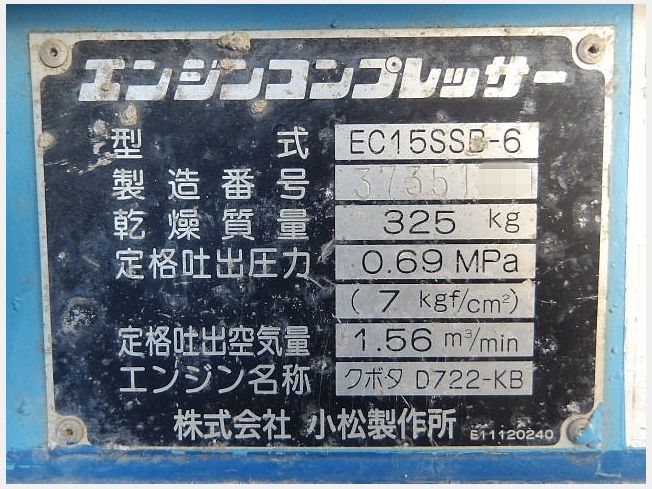 エンジンコンプレッサー
型式 EC15SSB-6
製造番号 37351
乾燥質量 325 kg
定格吐出圧力 0.69 MPa
(7 kgf/cm²)
定格吐出空気量 1.56 m³/min
エンジン名称 クボタ D722-KB
株式会社 小松製作所 E11120240